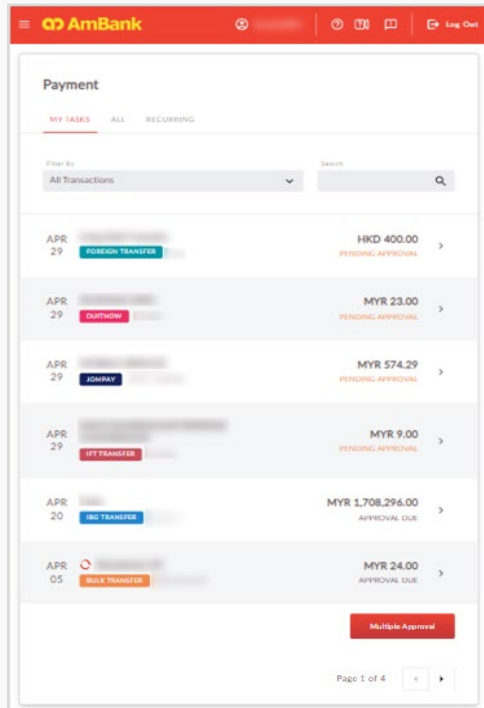 AmBank
Log Out
Payment
MY TASKS ALL RECURRING
Filter By
Search
All Transactions
APR
29
FOREIGN TRANSFER
HKD 400.00
PENDING APPROVAL
APR
29
DUITNOW
MYR 23.00
PENDING APPROVAL
APR
29
JOMPAY
MYR 574.29
PENDING APPROVAL
APR
29
IFT TRANSFER
MYR 9.00
PENDING APPROVAL
APR
20
IBG TRANSFER
MYR 1,708,296.00
APPROVAL DUE
APR
05
BULK TRANSFER
MYR 24.00
APPROVAL DUE
Multiple Approval
Page 1 of 4